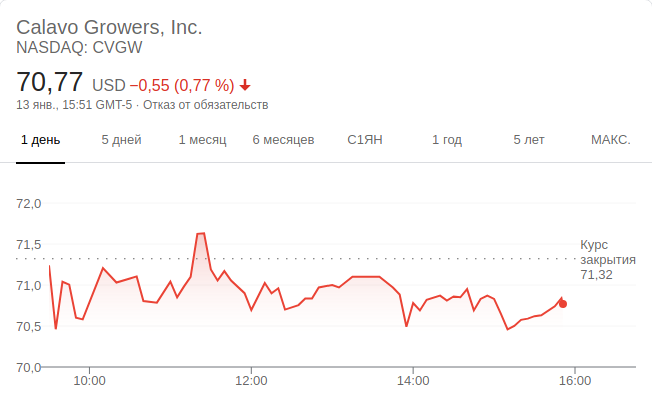 Calavo Growers, Inc.
NASDAQ: CVGW
70,77 USD −0,55 (0,77 %)
13 янв., 15:51 GMT-5 · Отказ от обязательств
1 день 5 дней 1 месяц 6 месяцев С1ЯН 1 год 5 лет МАКС.
72,0
71,5
Курс
закрытия
71,32
71,0
70,5
70,0
10:00 12:00 14:00 16:00